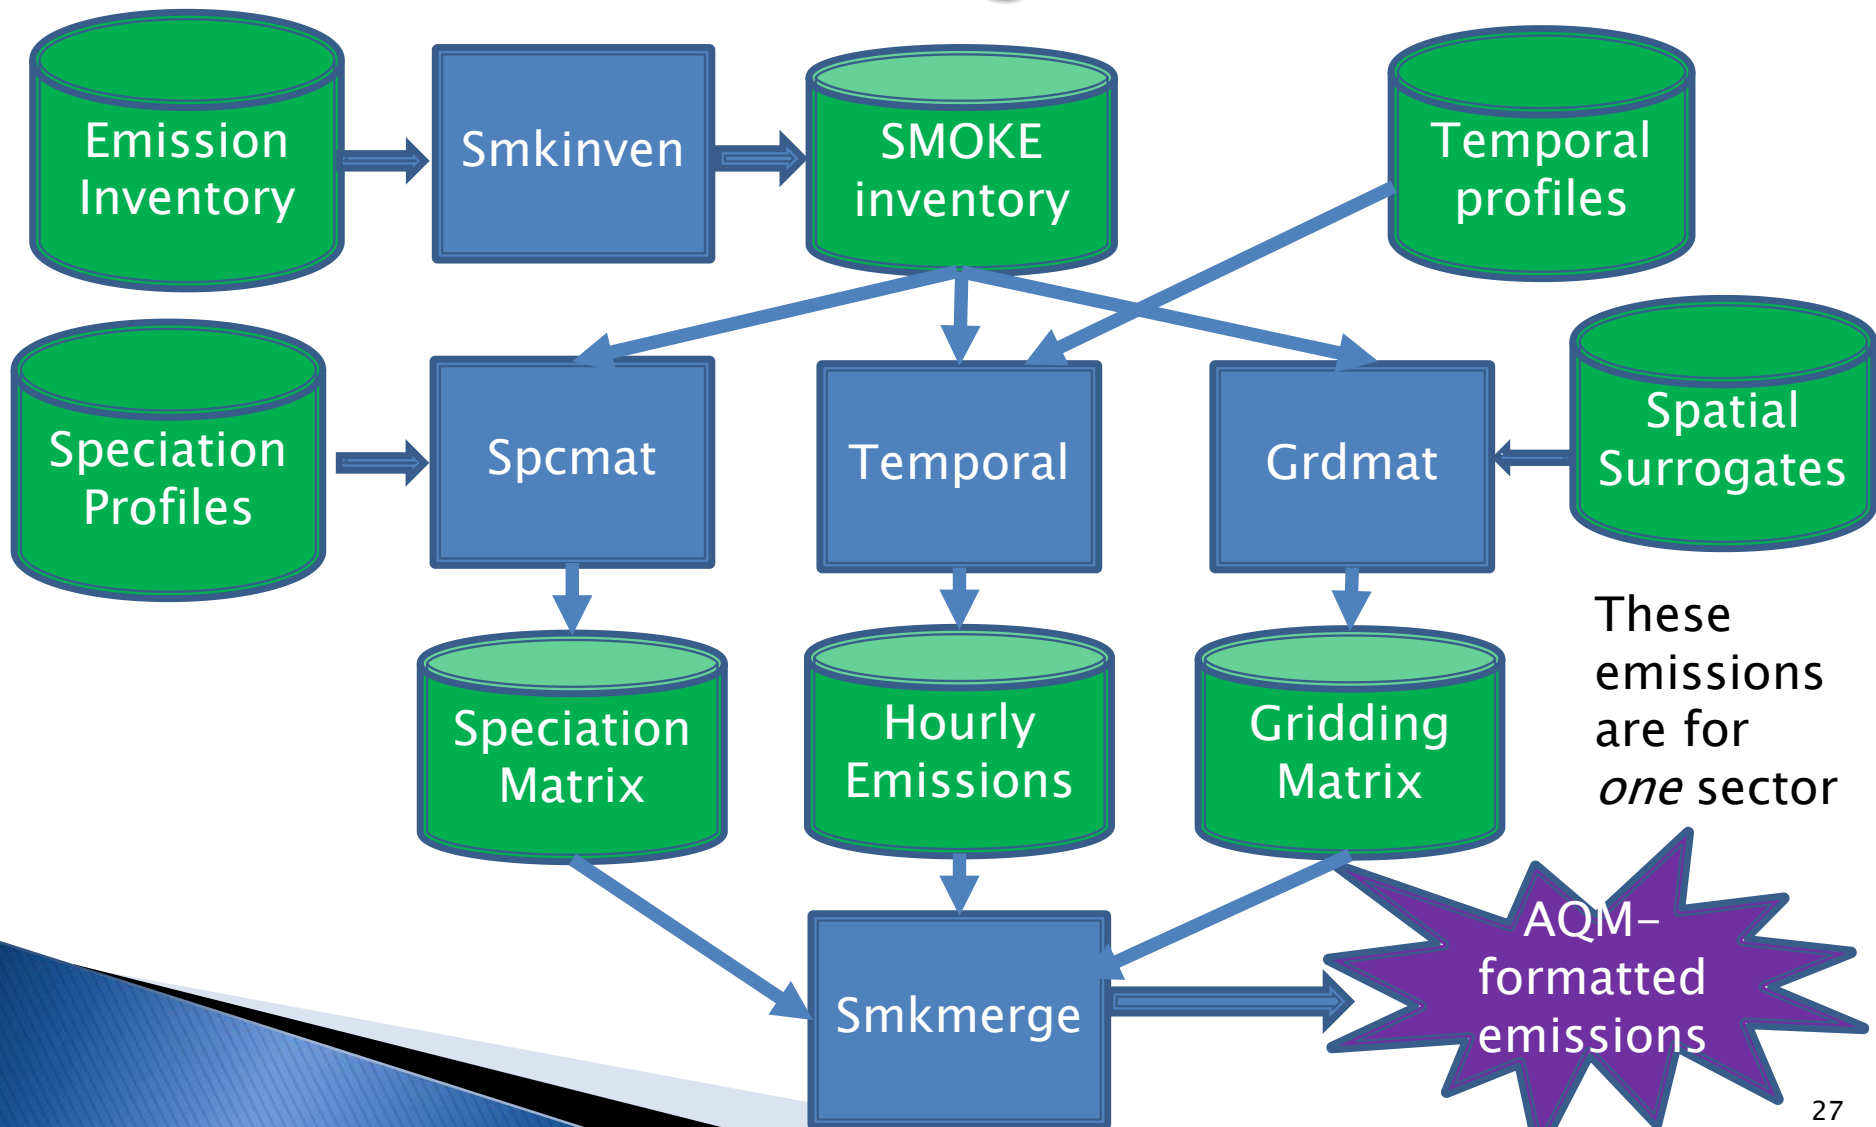 Emission
Inventory
Smkinven
SMOKE
inventory
Temporal
profiles
Speciation
Profiles
Spcmat
Temporal
Grdmat
Spatial
Surrogates
These
emissions
are for
one sector
Speciation
Matrix
Hourly
Emissions
Gridding
Matrix
Smkmerge
AQM-
formatted
emissions
27